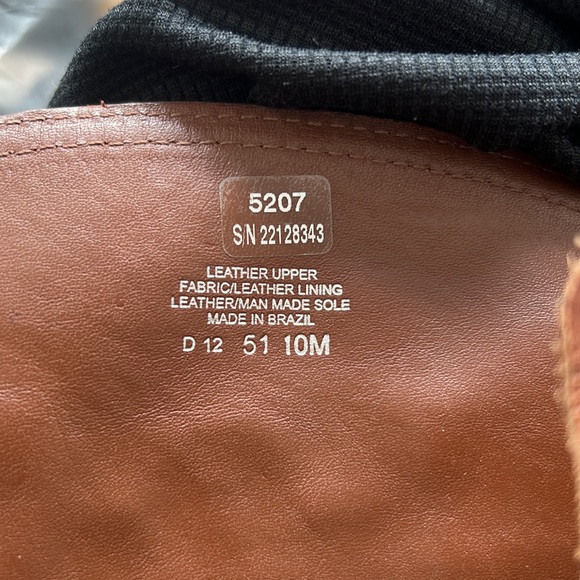 5207
S/N 22128343
LEATHER UPPER
FABRIC/LEATHER LINING
LEATHER/MAN MADE SOLE
MADE IN BRAZIL
D 12 51 10M